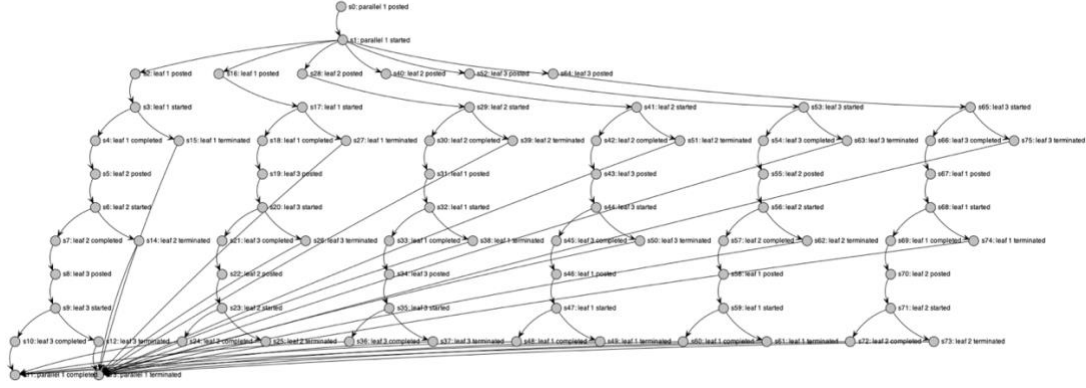 s0: parallel 1 posted
s1: parallel 1 started
s2: leaf 1 posted
s16: leaf 1 posted
s28: leaf 2 posted
s40: leaf 2 posted
s52: leaf 3 posted
s64: leaf 3 posted
s3: leaf 1 started
s17: leaf 1 started
s29: leaf 2 started
s41: leaf 2 started
s53: leaf 3 started
s65: leaf 3 started
s4: leaf 1 completed
s15: leaf 1 terminated
s18: leaf 1 completed
s27: leaf 1 terminated
s30: leaf 2 completed
s39: leaf 2 terminated
s42: leaf 2 completed
s51: leaf 2 terminated
s54: leaf 3 completed
s63: leaf 3 terminated
s66: leaf 3 completed
s75: leaf 3 terminated
s5: leaf 2 posted
s19: leaf 3 posted
s31: leaf 1 posted
s43: leaf 3 posted
s55: leaf 2 posted
s67: leaf 1 posted
s6: leaf 2 started
s20: leaf 3 started
s32: leaf 1 started
s44: leaf 3 started
s56: leaf 2 started
s68: leaf 1 started
s7: leaf 2 completed
s14: leaf 2 terminated
s21: leaf 3 completed
s26: leaf 3 terminated
s33: leaf 1 completed
s38: leaf 1 terminated
s45: leaf 3 completed
s50: leaf 3 terminated
s57: leaf 2 completed
s62: leaf 2 terminated
s69: leaf 1 completed
s74: leaf 1 terminated
s8: leaf 3 posted
s22: leaf 2 posted
s34: leaf 3 posted
s46: leaf 1 posted
s58: leaf 1 posted
s70: leaf 2 posted
s9: leaf 3 started
s23: leaf 2 started
s35: leaf 3 started
s47: leaf 1 started
s59: leaf 1 started
s71: leaf 2 started
s10: leaf 3 completed
s12: leaf 3 terminated
s24: leaf 2 completed
s25: leaf 2 terminated
s36: leaf 3 completed
s37: leaf 3 terminated
s48: leaf 1 completed
s49: leaf 1 terminated
s60: leaf 1 completed
s61: leaf 1 terminated
s72: leaf 2 completed
s73: leaf 2 terminated
s11: parallel 1 completed
s13: parallel 1 terminated